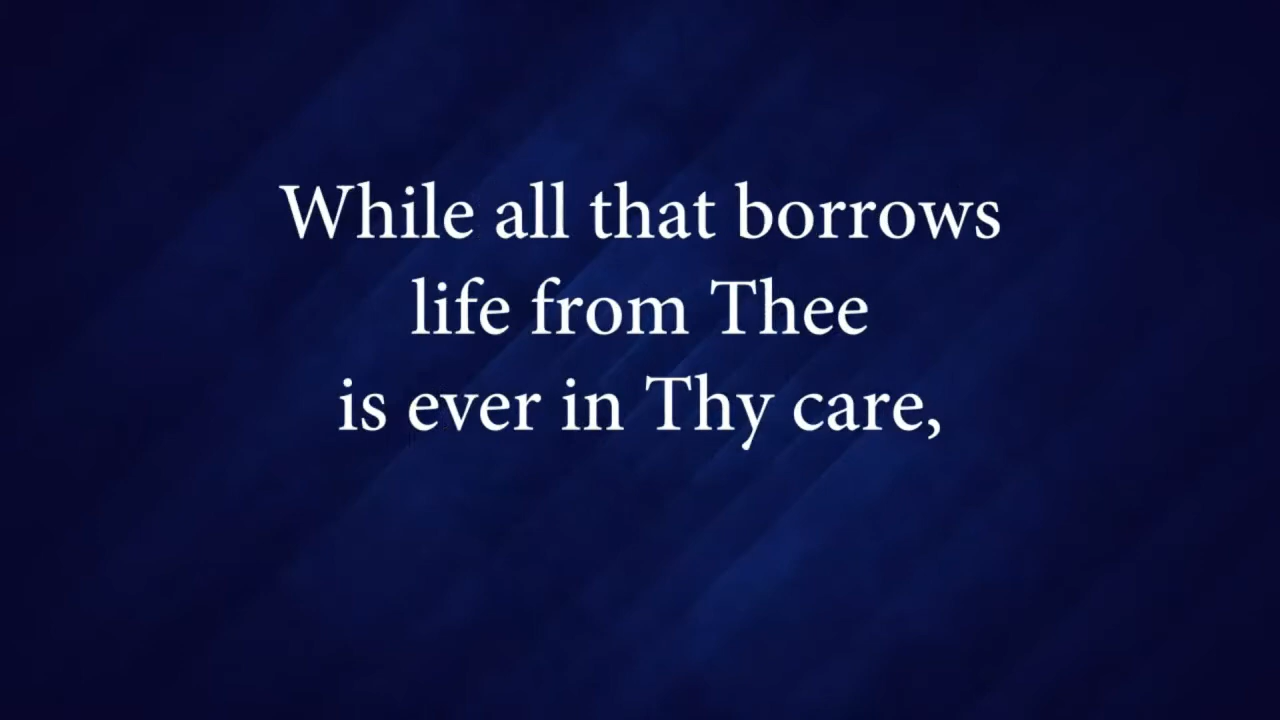 While all that borrows
life from Thee
is ever in Thy care,